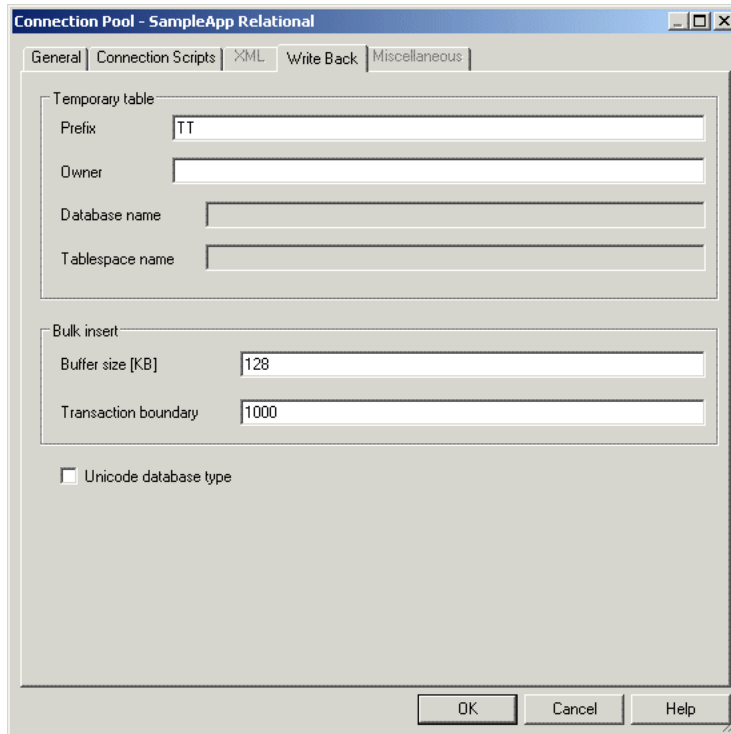 Connection Pool - SampleApp Relational
General Connection Scripts XML Write Back Miscellaneous
Temporary table
Prefix TT
Owner
Database name
Tablespace name
Bulk insert
Buffer size [KB] 128
Transaction boundary 1000
Unicode database type
OK Cancel Help